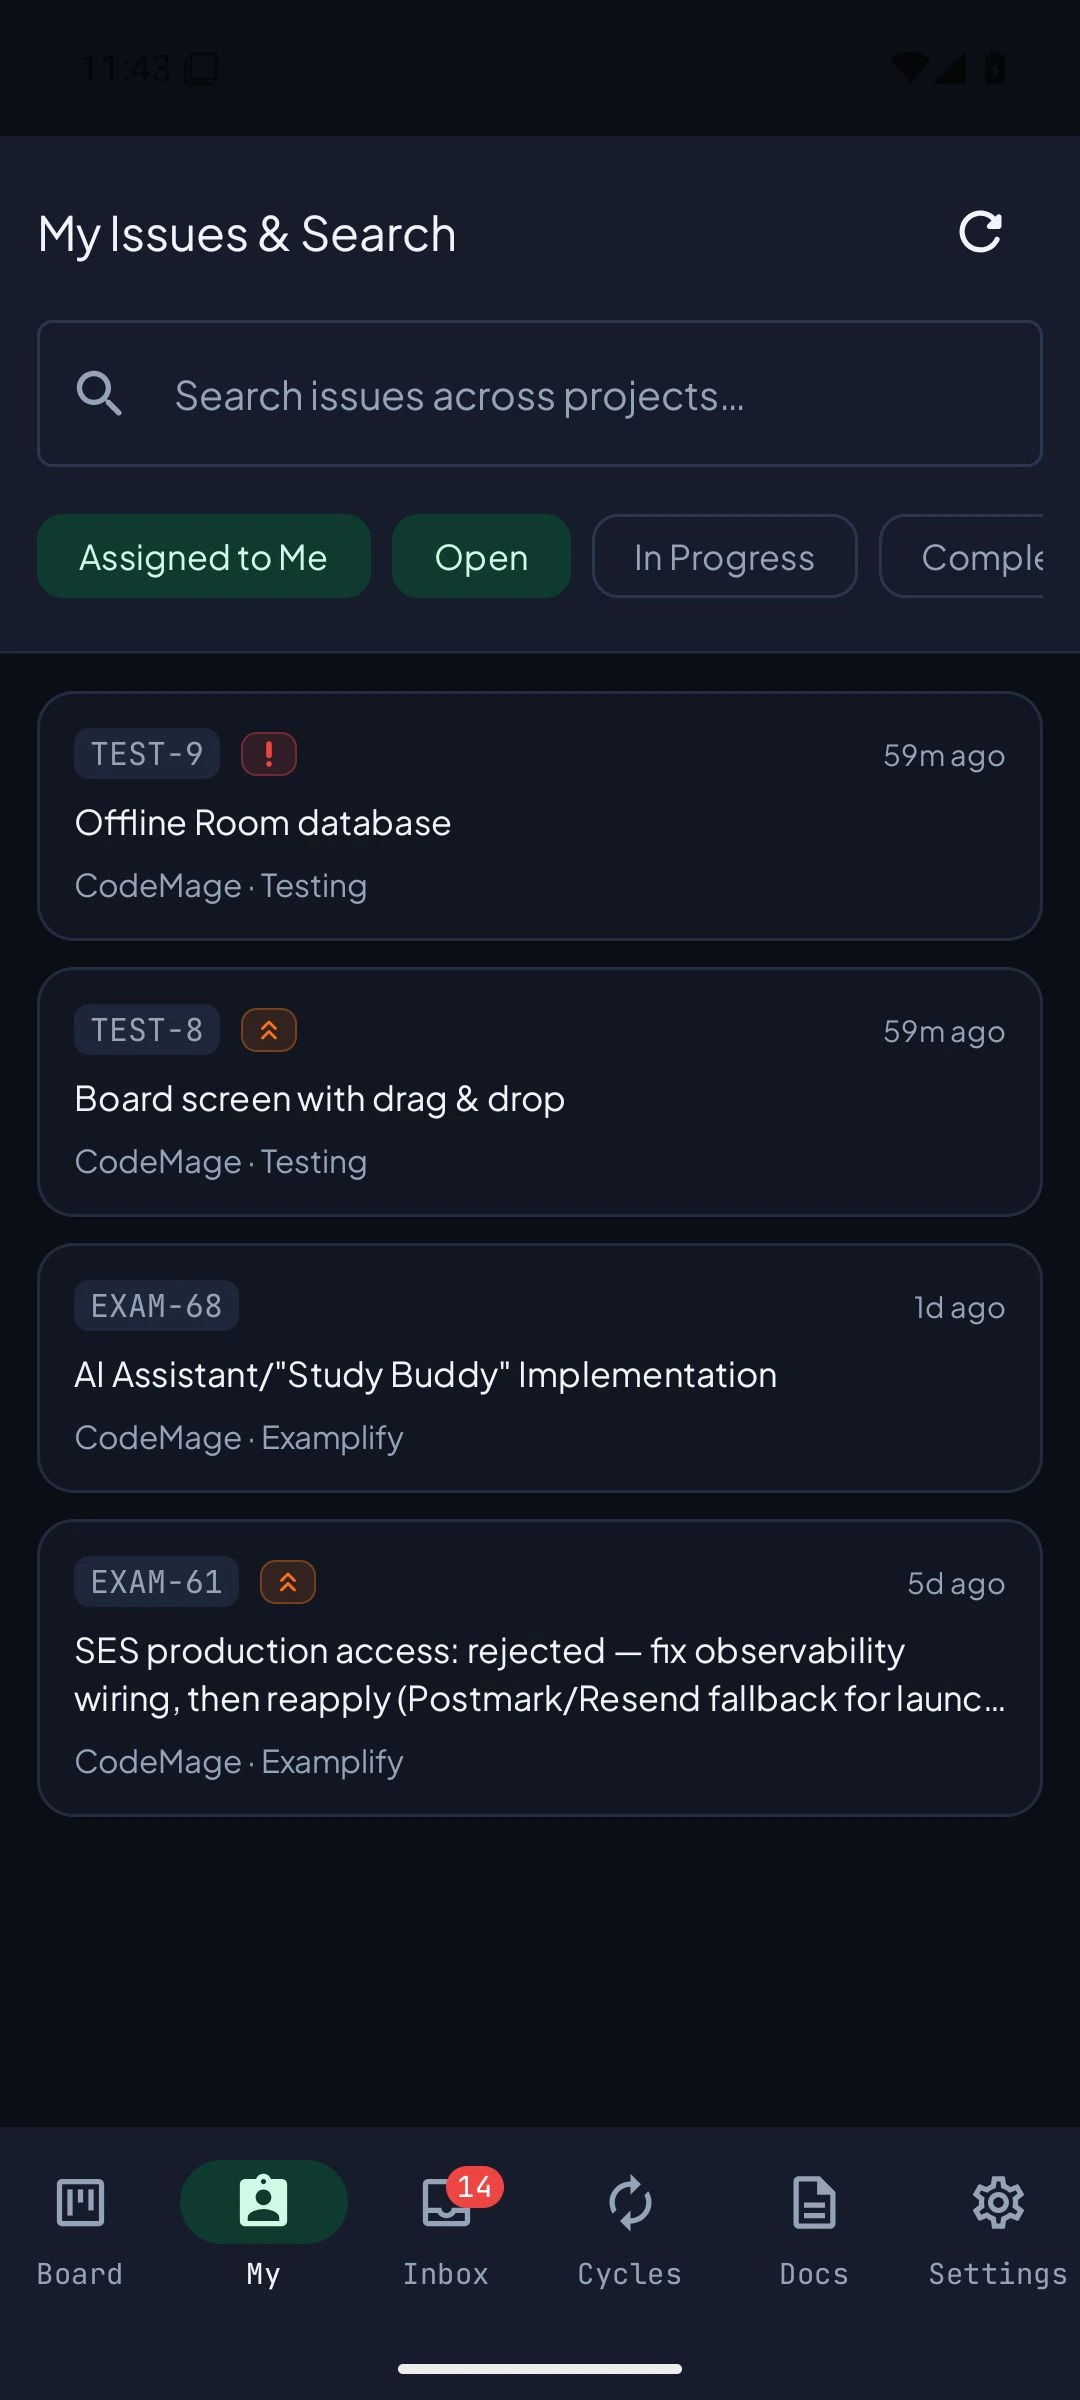 11:43
My Issues & Search
Search issues across projects...
Assigned to Me
Open
In Progress
Comple
TEST-9
59m ago
Offline Room database
CodeMage · Testing
TEST-8
59m ago
Board screen with drag & drop
CodeMage · Testing
EXAM-68
1d ago
AI Assistant/"Study Buddy" Implementation
CodeMage · Examplify
EXAM-61
5d ago
SES production access: rejected — fix observability
wiring, then reapply (Postmark/Resend fallback for launc...
CodeMage · Examplify
14
Board
My
Inbox
Cycles
Docs
Settings